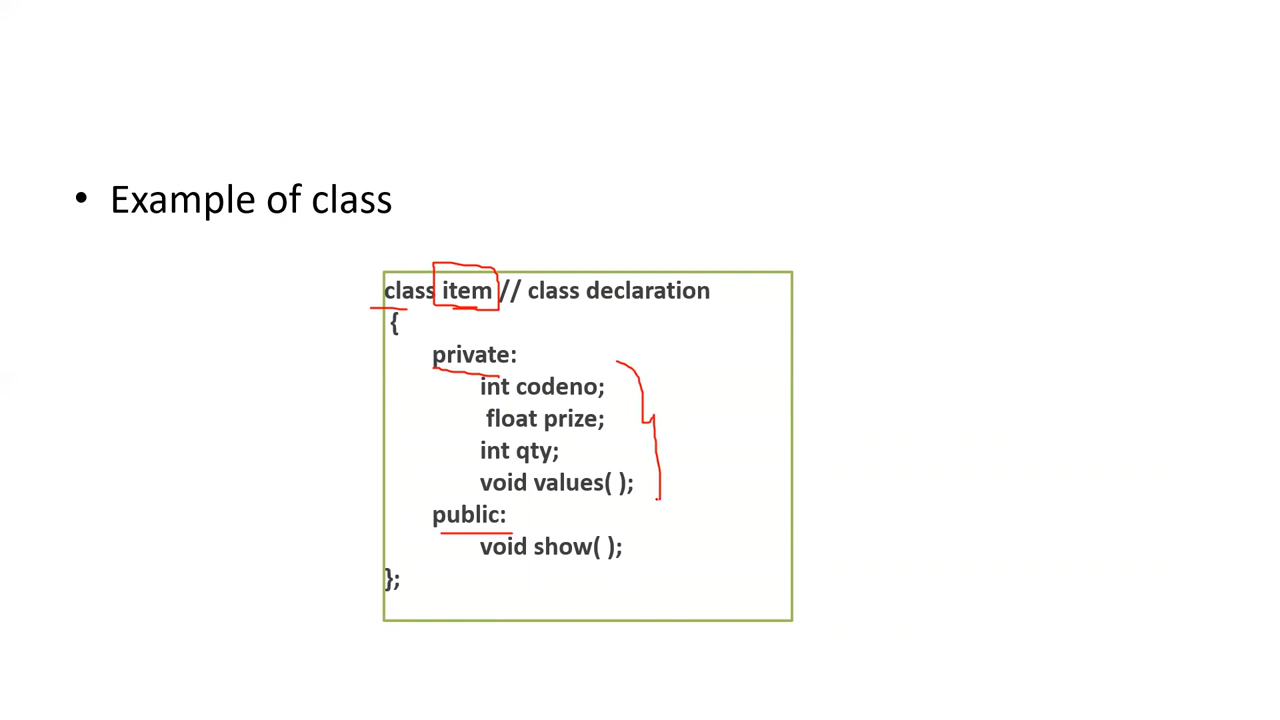 • Example of class
class item // class declaration
{
private:
int codeno;
float prize;
int qty;
void values( );
public:
void show( );
};